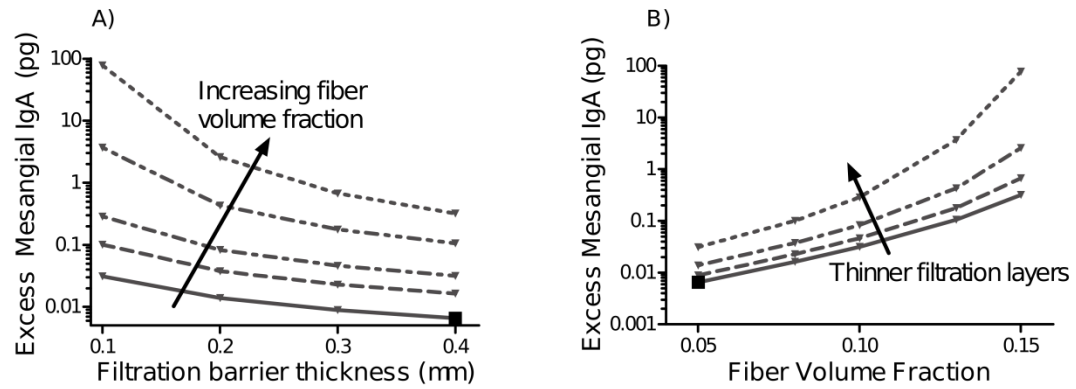 A)
Excess Mesangial IgA (pg)
100
10
1
0.1
0.01
Increasing fiber
volume fraction
0.1 0.2 0.3 0.4
Filtration barrier thickness (mm)
B)
Excess Mesangial IgA (pg)
100
10
1
0.1
0.01
0.001
Thinner filtration layers
0.05 0.10 0.15
Fiber Volume Fraction